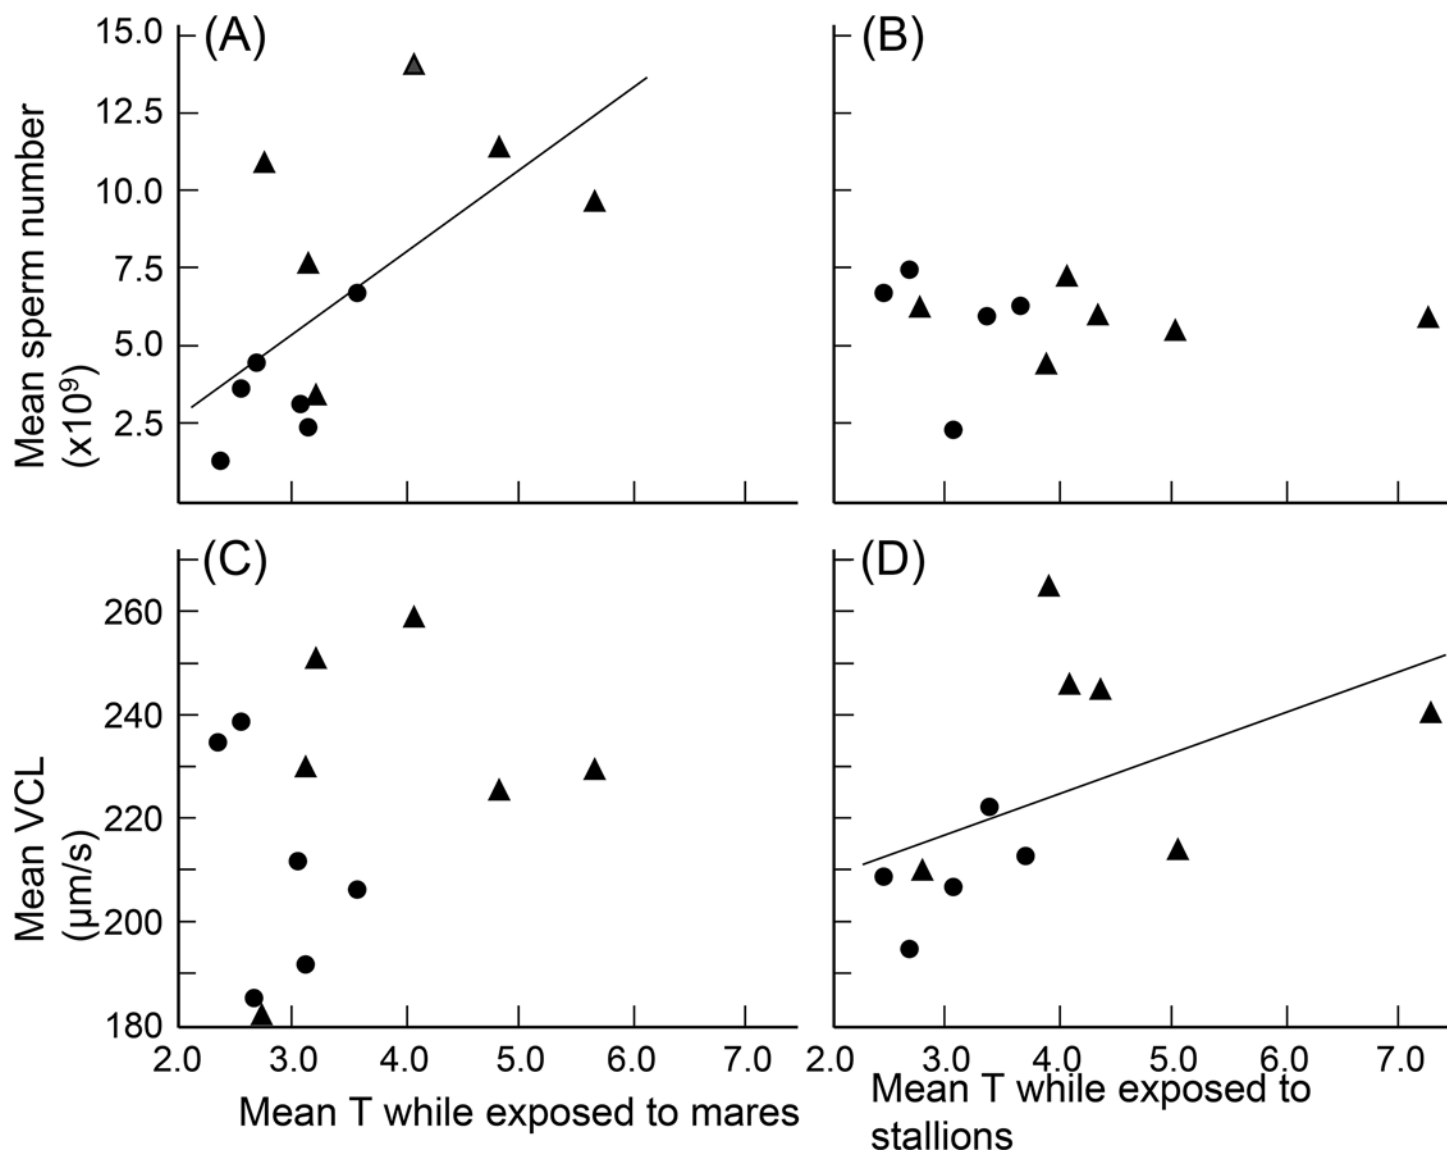 (A)
15.0
12.5
10.0
7.5
5.0
2.5
Mean sperm number
(x10⁹)
(B)
(C)
260
240
220
200
180
Mean VCL
(µm/s)
(D)
2.0 3.0 4.0 5.0 6.0 7.0
Mean T while exposed to mares
2.0 3.0 4.0 5.0 6.0 7.0
Mean T while exposed to
stallions